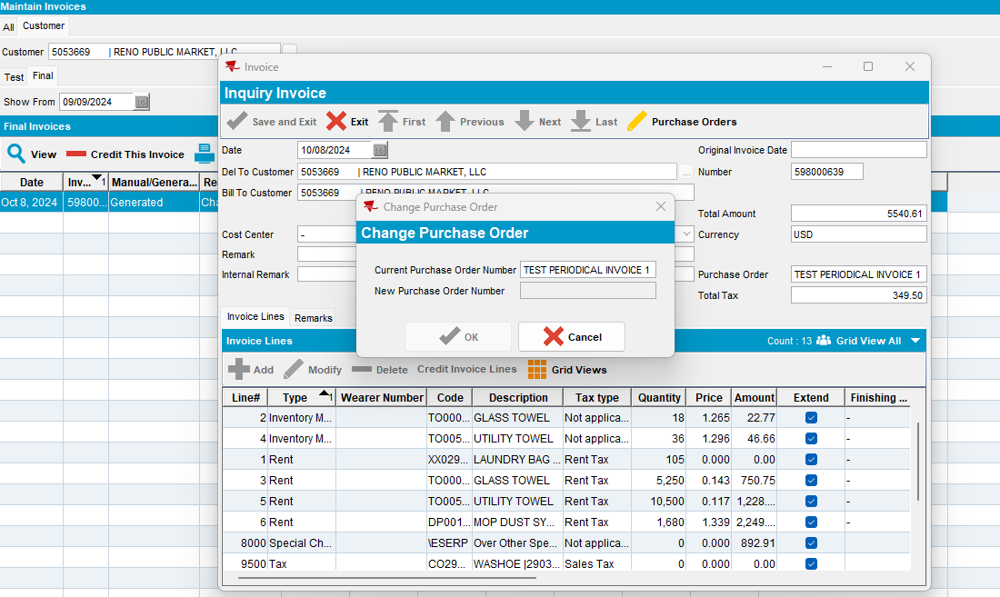 Maintain Invoices
All Customer
Customer 5053669 | RENO PUBLIC MARKET, LLC
Test Final
Show From 09/09/2024 16
Final Invoices
View Credit This Invoice
Date Inv... 1 Manual/Genera... Re
Oct 8, 2024 59800... Generated Cha
Invoice
Inquiry Invoice
Save and Exit Exit First Previous Next Last Purchase Orders
Date 10/08/2024 16 Original Invoice Date
Del To Customer 5053669 | RENO PUBLIC MARKET, LLC ... Number 598000639
Bill To Customer 5053669 | RENO PUBLIC MARKET, LLC
Total Amount 5540.61
Cost Center - Currency USD
Remark
Internal Remark Purchase Order TEST PERIODICAL INVOICE 1
Total Tax 349.50
Change Purchase Order
Change Purchase Order
Current Purchase Order Number TEST PERIODICAL INVOICE 1
New Purchase Order Number
OK Cancel
Invoice Lines Remarks
Invoice Lines Count : 13 Grid View All
Add Modify Delete Credit Invoice Lines Grid Views
Line# Type 1 Wearer Number Code Description Tax type Quantity Price Amount Extend Finishing ...
2 Inventory M... TO000... GLASS TOWEL Not applica... 18 1.265 22.77 -
4 Inventory M... TO005... UTILITY TOWEL Not applica... 36 1.296 46.66 -
1 Rent XX029... LAUNDRY BAG ... Rent Tax 105 0.000 0.00 -
3 Rent TO000... GLASS TOWEL Rent Tax 5,250 0.143 750.75 -
5 Rent TO005... UTILITY TOWEL Rent Tax 10,500 0.117 1,228.... -
6 Rent DP001... MOP DUST SY... Rent Tax 1,680 1.339 2,249.... -
8000 Special Ch... \ESERP Over Other Spe... Not applica... 0 0.000 892.91
9500 Tax CO29... WASHOE |2903... Sales Tax 0 0.000 0.00